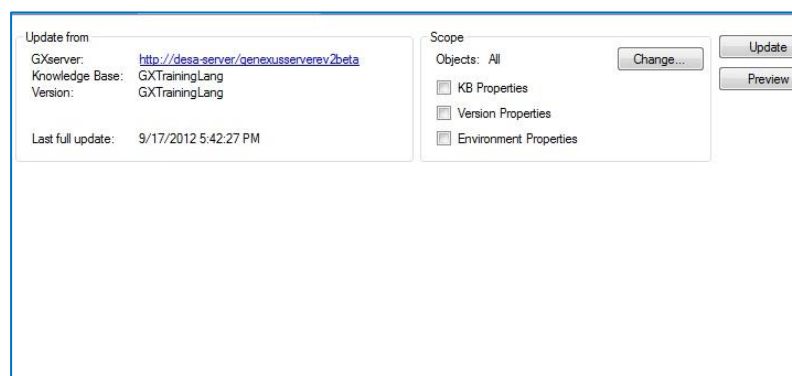 Update from
GXserver: http://desa-server/genexusserverev2beta
Knowledge Base: GXTrainingLang
Version: GXTrainingLang
Last full update: 9/17/2012 5:42:27 PM
Scope
Objects: All Change...
KB Properties
Version Properties
Environment Properties
Update
Preview